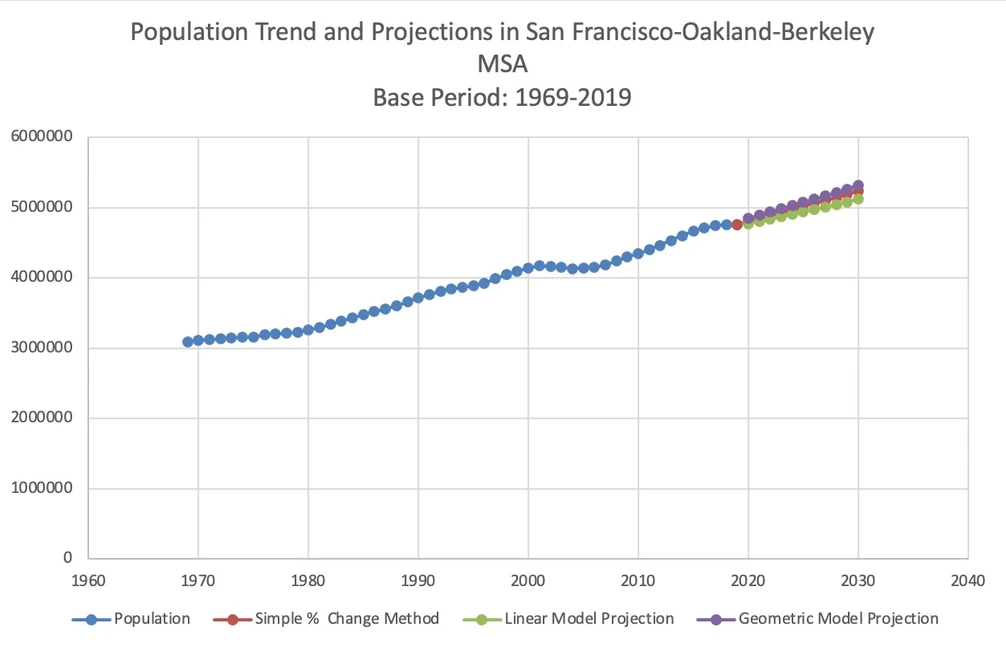 Population Trend and Projections in San Francisco-Oakland-Berkeley
MSA
Base Period: 1969-2019
6000000
5000000
4000000
3000000
2000000
1000000
0
1960 1970 1980 1990 2000 2010 2020 2030 2040
Population Simple % Change Method Linear Model Projection Geometric Model Projection